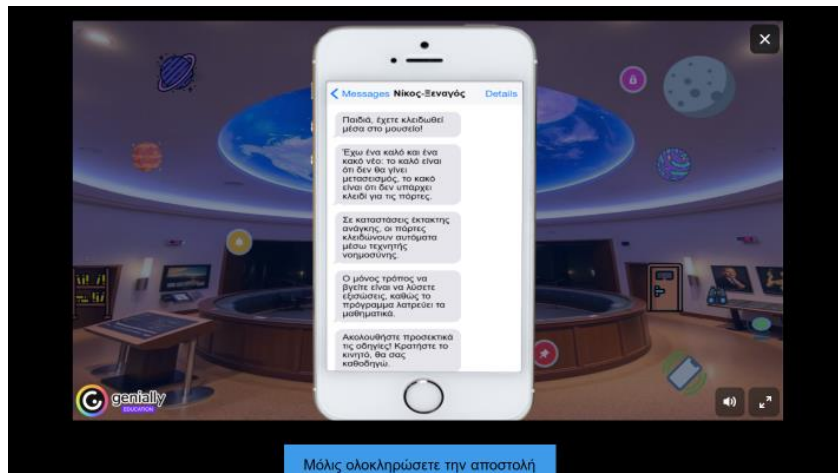 Messages Νίκος-Ξεναγός Details
Παιδιά, έχετε κλειδωθεί
μέσα στο μουσείο!
Έχω ένα καλό και ένα
κακό νέο: το καλό είναι
ότι δεν θα γίνει
μετασεισμός, το κακό
είναι ότι δεν υπάρχει
κλειδί για τις πόρτες.
Σε καταστάσεις έκτακτης
ανάγκης, οι πόρτες
κλειδώνουν αυτόματα
μέσω τεχνητής
νοημοσύνης.
Ο μόνος τρόπος να
βγείτε είναι να λύσετε
εξισώσεις, καθώς το
πρόγραμμα λατρεύει τα
μαθηματικά.
Ακολουθήστε προσεκτικά
τις οδηγίες! Κρατήστε το
κινητό, θα σας
καθοδηγώ.
genially
EDUCATION
Μόλις ολοκληρώσετε την αποστολή